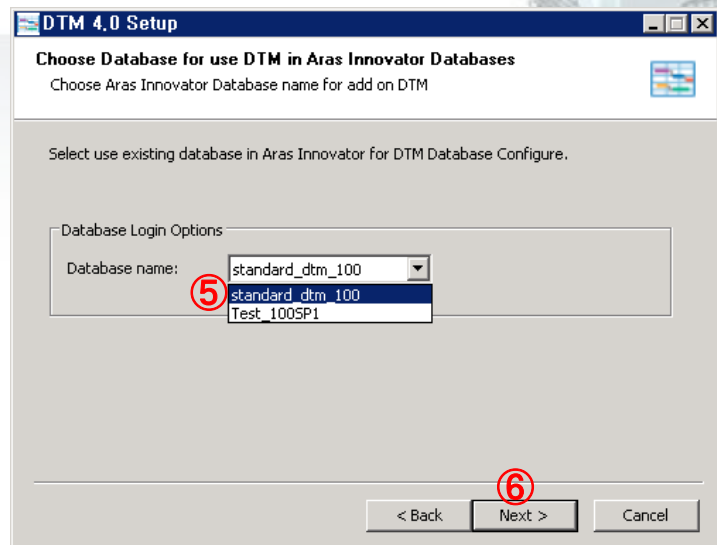 DTM 4.0 Setup
Choose Database for use DTM in Aras Innovator Databases
Choose Aras Innovator Database name for add on DTM
Select use existing database in Aras Innovator for DTM Database Configure.
Database Login Options
Database name: standard_dtm_100
⑤ standard_dtm_100
Test_100SP1
⑥
< Back Next > Cancel